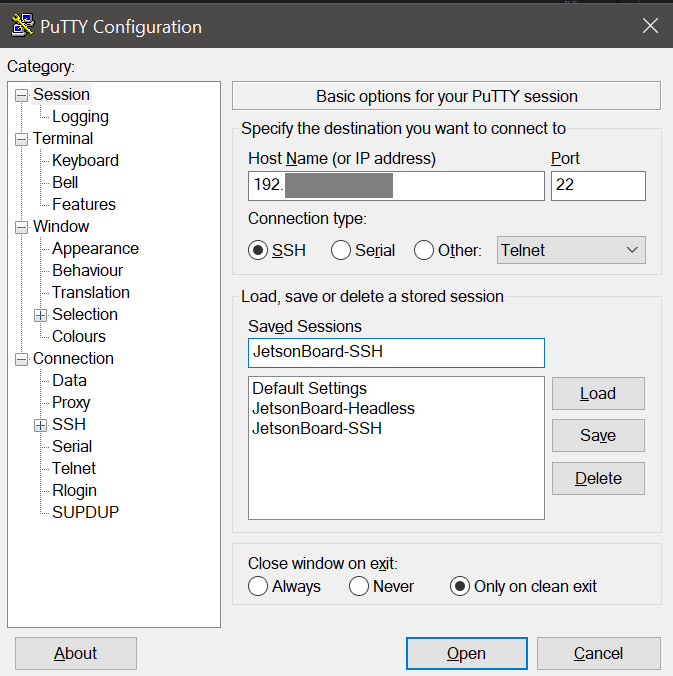 PuTTY Configuration
Category:
Session
Logging
Terminal
Keyboard
Bell
Features
Window
Appearance
Behaviour
Translation
Selection
Colours
Connection
Data
Proxy
SSH
Serial
Telnet
Rlogin
SUPDUP
Basic options for your PuTTY session
Specify the destination you want to connect to
Host Name (or IP address) Port
192. 22
Connection type:
SSH Serial Other: Telnet
Load, save or delete a stored session
Saved Sessions
JetsonBoard-SSH
Default Settings
JetsonBoard-Headless
JetsonBoard-SSH
Load
Save
Delete
Close window on exit:
Always Never Only on clean exit
About Open Cancel